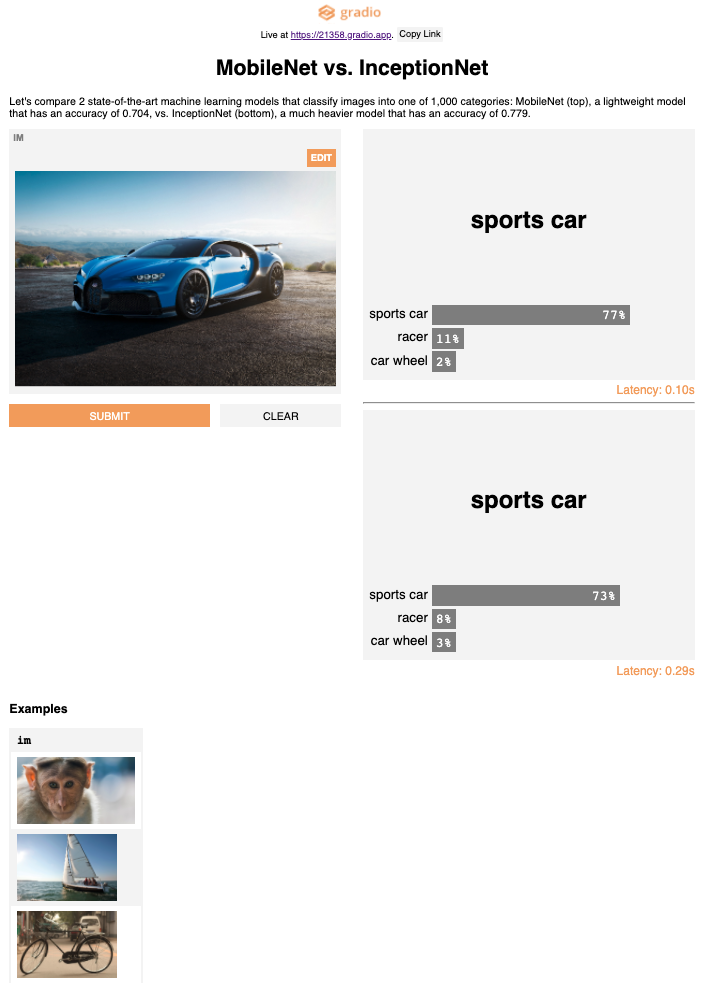 gradio
Live at https://21358.gradio.app. Copy Link
MobileNet vs. InceptionNet
Let's compare 2 state-of-the-art machine learning models that classify images into one of 1,000 categories: MobileNet (top), a lightweight model
that has an accuracy of 0.704, vs. InceptionNet (bottom), a much heavier model that has an accuracy of 0.779.
IM
EDIT
SUBMIT
CLEAR
sports car
sports car 77%
racer 11%
car wheel 2%
Latency: 0.10s
sports car
sports car 73%
racer 8%
car wheel 3%
Latency: 0.29s
Examples
im